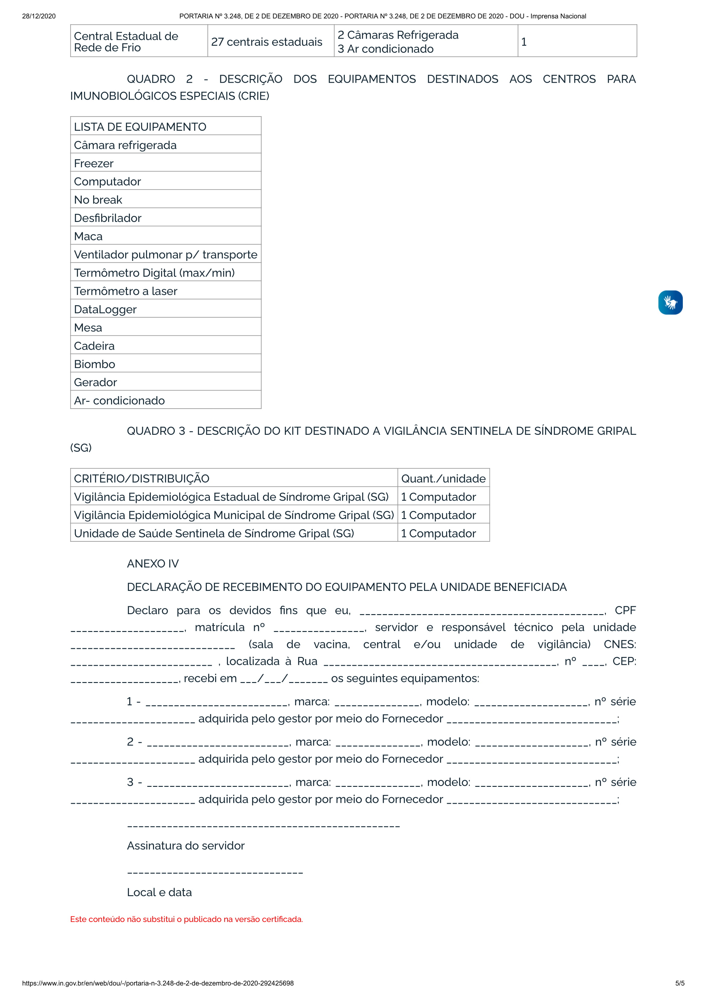 28/12/2020 PORTARIA Nº 3.248, DE 2 DE DEZEMBRO DE 2020 - PORTARIA Nº 3.248, DE 2 DE DEZEMBRO DE 2020 - DOU - Imprensa Nacional
Central Estadual de
Rede de Frio
27 centrais estaduais
2 Câmaras Refrigerada
3 Ar condicionado
1
QUADRO 2 - DESCRIÇÃO DOS EQUIPAMENTOS DESTINADOS AOS CENTROS PARA
IMUNOBIOLÓGICOS ESPECIAIS (CRIE)
LISTA DE EQUIPAMENTO
Câmara refrigerada
Freezer
Computador
No break
Desfibrilador
Maca
Ventilador pulmonar p/ transporte
Termômetro Digital (max/min)
Termômetro a laser
DataLogger
Mesa
Cadeira
Biombo
Gerador
Ar- condicionado
QUADRO 3 - DESCRIÇÃO DO KIT DESTINADO A VIGILÂNCIA SENTINELA DE SÍNDROME GRIPAL
(SG)
CRITÉRIO/DISTRIBUIÇÃO Quant./unidade
Vigilância Epidemiológica Estadual de Síndrome Gripal (SG) 1 Computador
Vigilância Epidemiológica Municipal de Síndrome Gripal (SG) 1 Computador
Unidade de Saúde Sentinela de Síndrome Gripal (SG) 1 Computador
ANEXO IV
DECLARAÇÃO DE RECEBIMENTO DO EQUIPAMENTO PELA UNIDADE BENEFICIADA
Declaro para os devidos fins que eu, ___________________________________________, CPF
____________________, matrícula nº ________________, servidor e responsável técnico pela unidade
_____________________________ (sala de vacina, central e/ou unidade de vigilância) CNES:
_________________________ , localizada à Rua _________________________________________, nº ____, CEP:
___________________, recebi em ___/___/_______ os seguintes equipamentos:
1 - _________________________, marca: _______________, modelo: ____________________, nº série
______________________ adquirida pelo gestor por meio do Fornecedor ______________________________;
2 - _________________________, marca: _______________, modelo: ____________________, nº série
______________________ adquirida pelo gestor por meio do Fornecedor ______________________________;
3 - _________________________, marca: _______________, modelo: ____________________, nº série
______________________ adquirida pelo gestor por meio do Fornecedor ______________________________;
________________________________________________
Assinatura do servidor
_______________________________
Local e data
Este conteúdo não substitui o publicado na versão certificada.
https://www.in.gov.br/en/web/dou/-/portaria-n-3.248-de-2-de-dezembro-de-2020-292425698 5/5